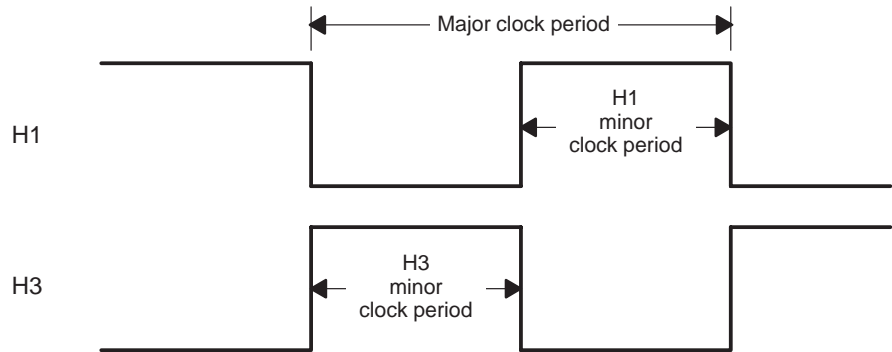 Major clock period
H1
H1
minor
clock period
H3
H3
minor
clock period